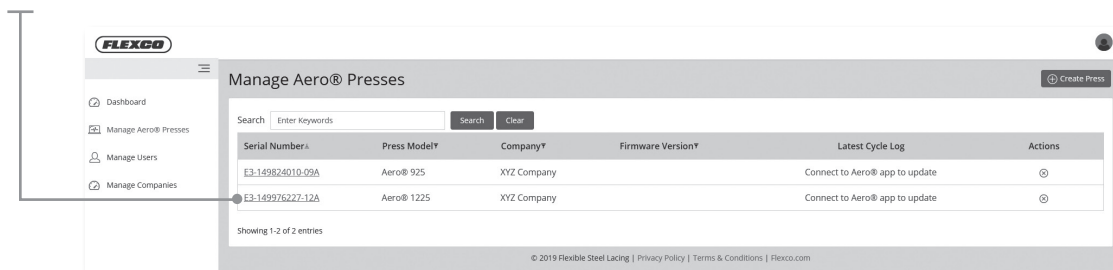 FLEXCO
Manage Aero® Presses
Create Press
Dashboard
Manage Aero® Presses
Manage Users
Manage Companies
Search Enter Keywords Search Clear
Serial Number Press Model Company Firmware Version Latest Cycle Log Actions
E3-149824010-09A Aero® 925 XYZ Company Connect to Aero® app to update
E3-149976227-12A Aero® 1225 XYZ Company Connect to Aero® app to update
Showing 1-2 of 2 entries
© 2019 Flexible Steel Lacing | Privacy Policy | Terms & Conditions | Flexco.com